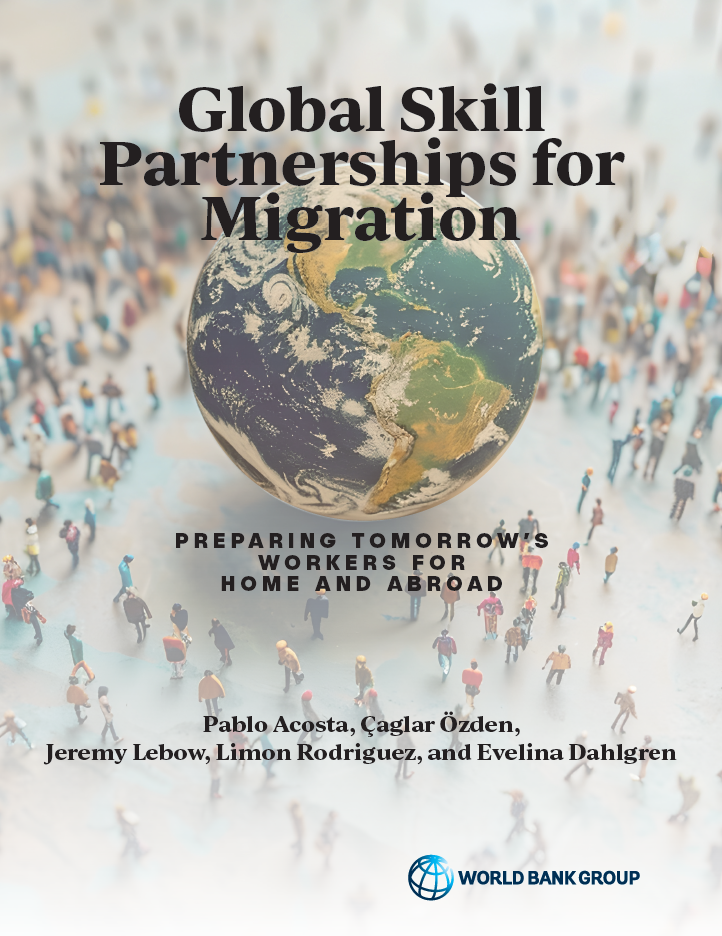 Global Skill
Partnerships for
Migration
PREPARING TOMORROW'S
WORKERS FOR
HOME AND ABROAD
Pablo Acosta, Çaglar Özden,
Jeremy Lebow, Limon Rodriguez, and Evelina Dahlgren
WORLD BANK GROUP